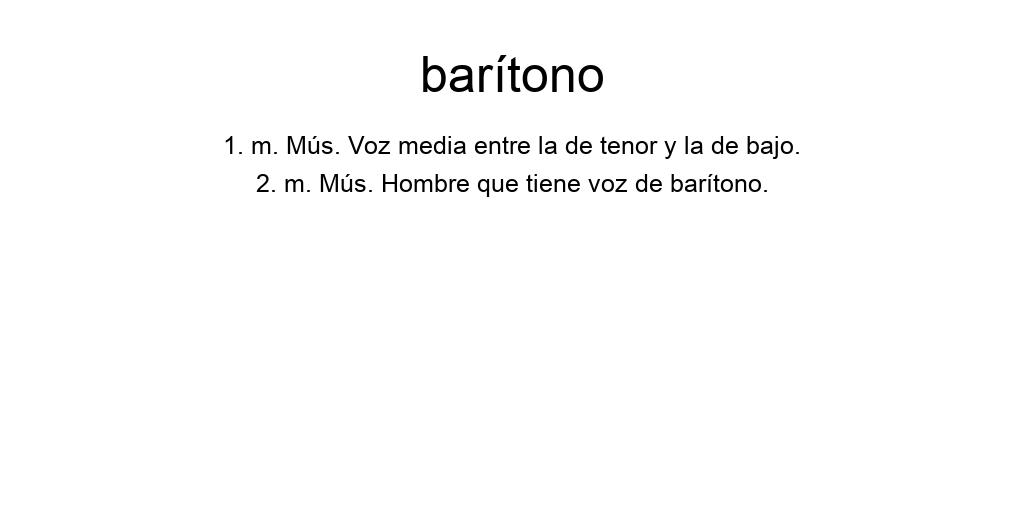 barítono
1. m. Mús. Voz media entre la de tenor y la de bajo.
2. m. Mús. Hombre que tiene voz de barítono.